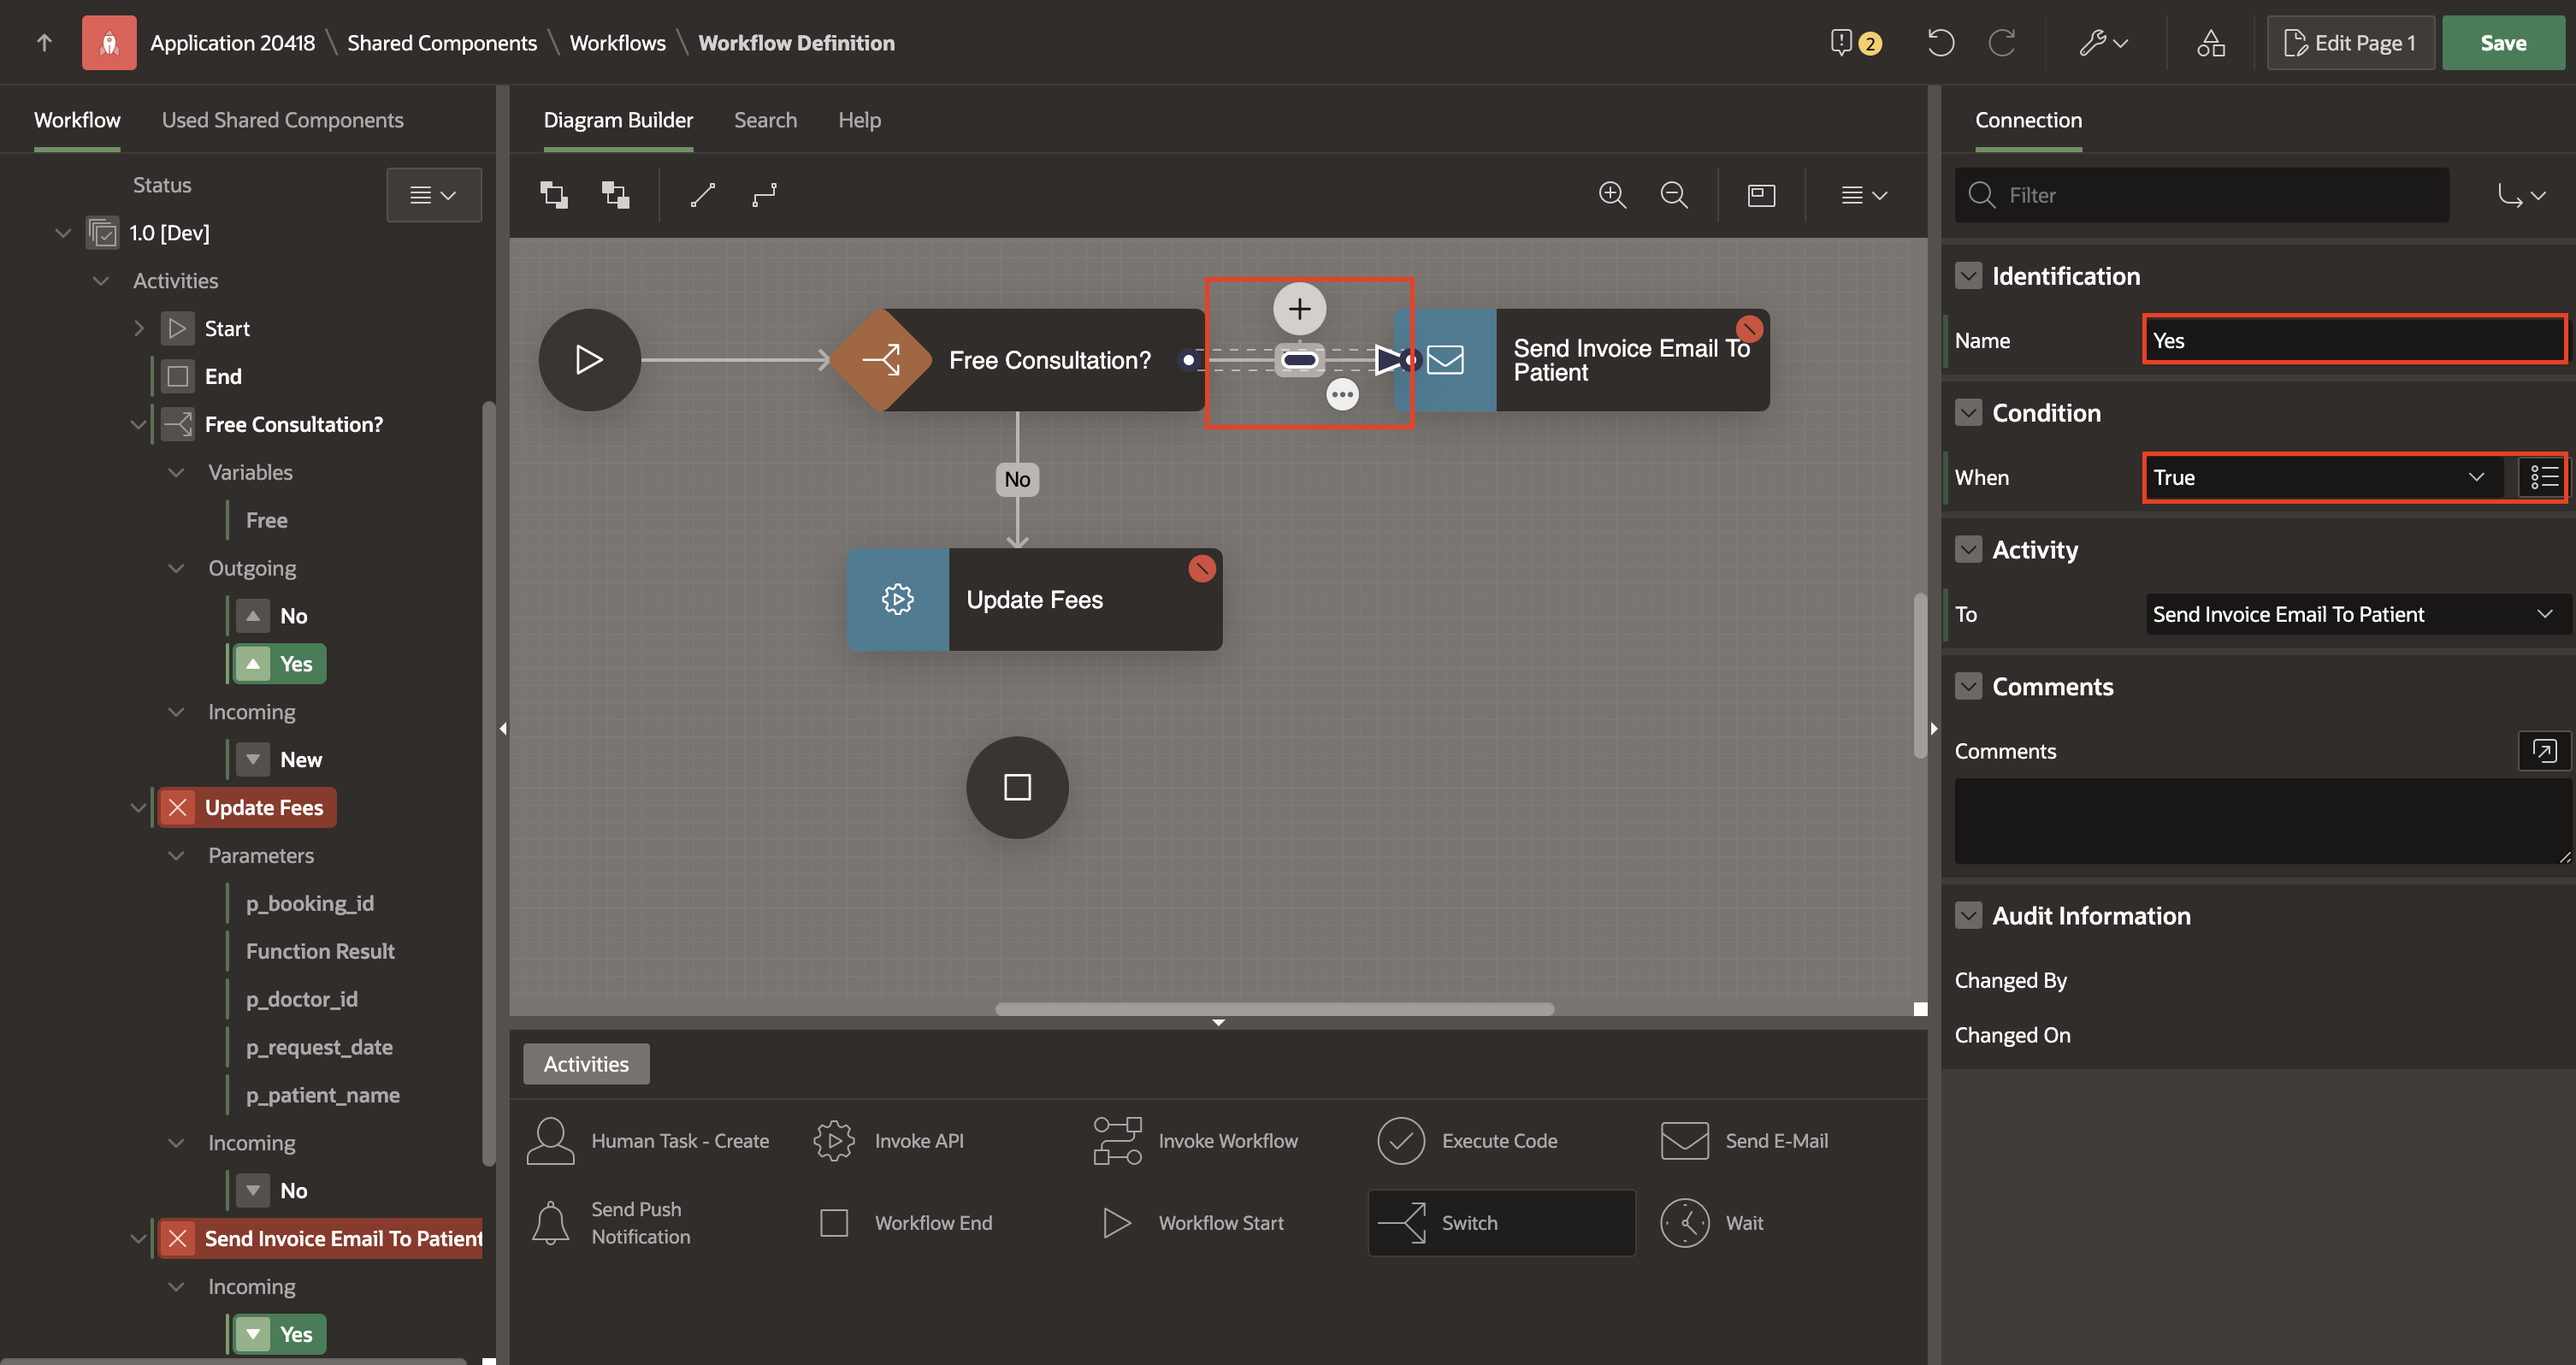 Application 20418 \ Shared Components \ Workflows \ Workflow Definition
2
Edit Page 1
Save
Workflow
Used Shared Components
Status
1.0 [Dev]
Activities
Start
End
Free Consultation?
Variables
Free
Outgoing
No
Yes
Incoming
New
Update Fees
Parameters
p_booking_id
Function Result
p_doctor_id
p_request_date
p_patient_name
Incoming
No
Send Invoice Email To Patient
Incoming
Yes
Diagram Builder
Search
Help
Free Consultation?
Send Invoice Email To
Patient
No
Update Fees
Activities
Human Task - Create
Invoke API
Invoke Workflow
Execute Code
Send E-Mail
Send Push
Notification
Workflow End
Workflow Start
Switch
Wait
Connection
Filter
Identification
Name
Yes
Condition
When
True
Activity
To
Send Invoice Email To Patient
Comments
Comments
Audit Information
Changed By
Changed On